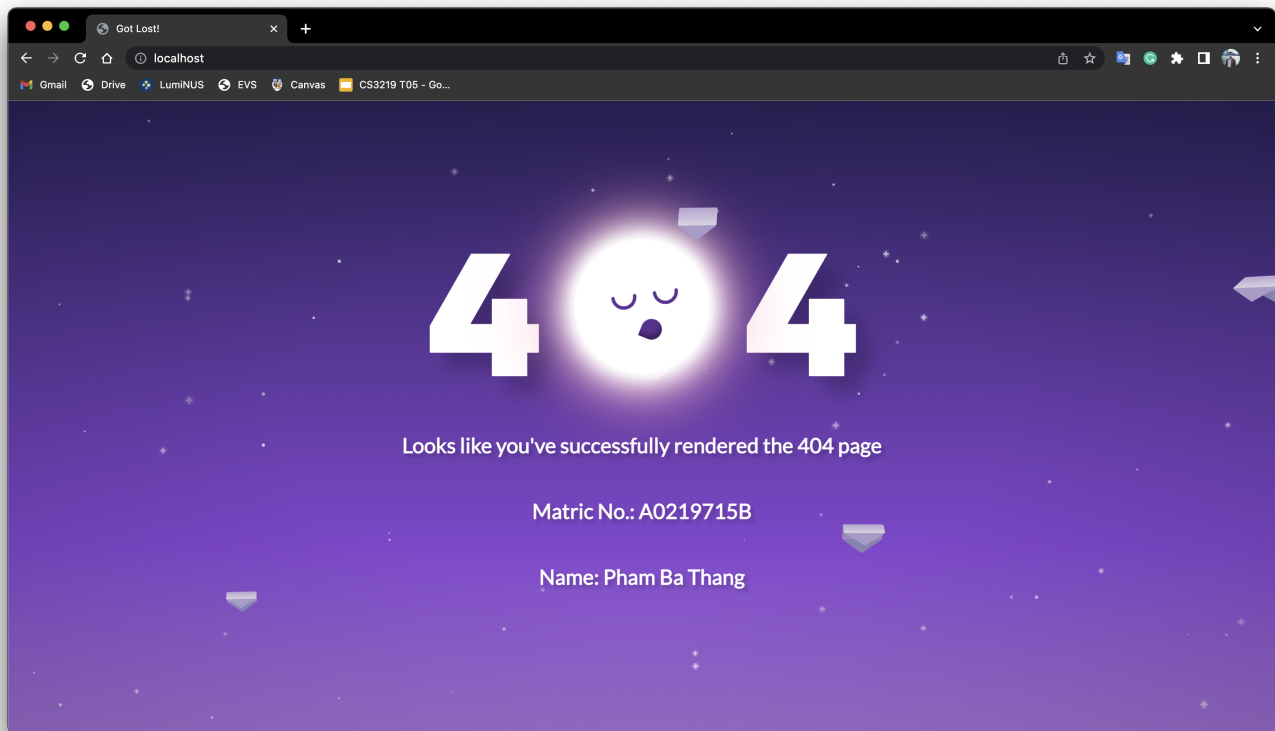 Got Lost!
localhost
Gmail Drive LumiNUS EVS Canvas CS3219 T05 - Go...
4 4
Looks like you've successfully rendered the 404 page
Matric No.: A0219715B
Name: Pham Ba Thang